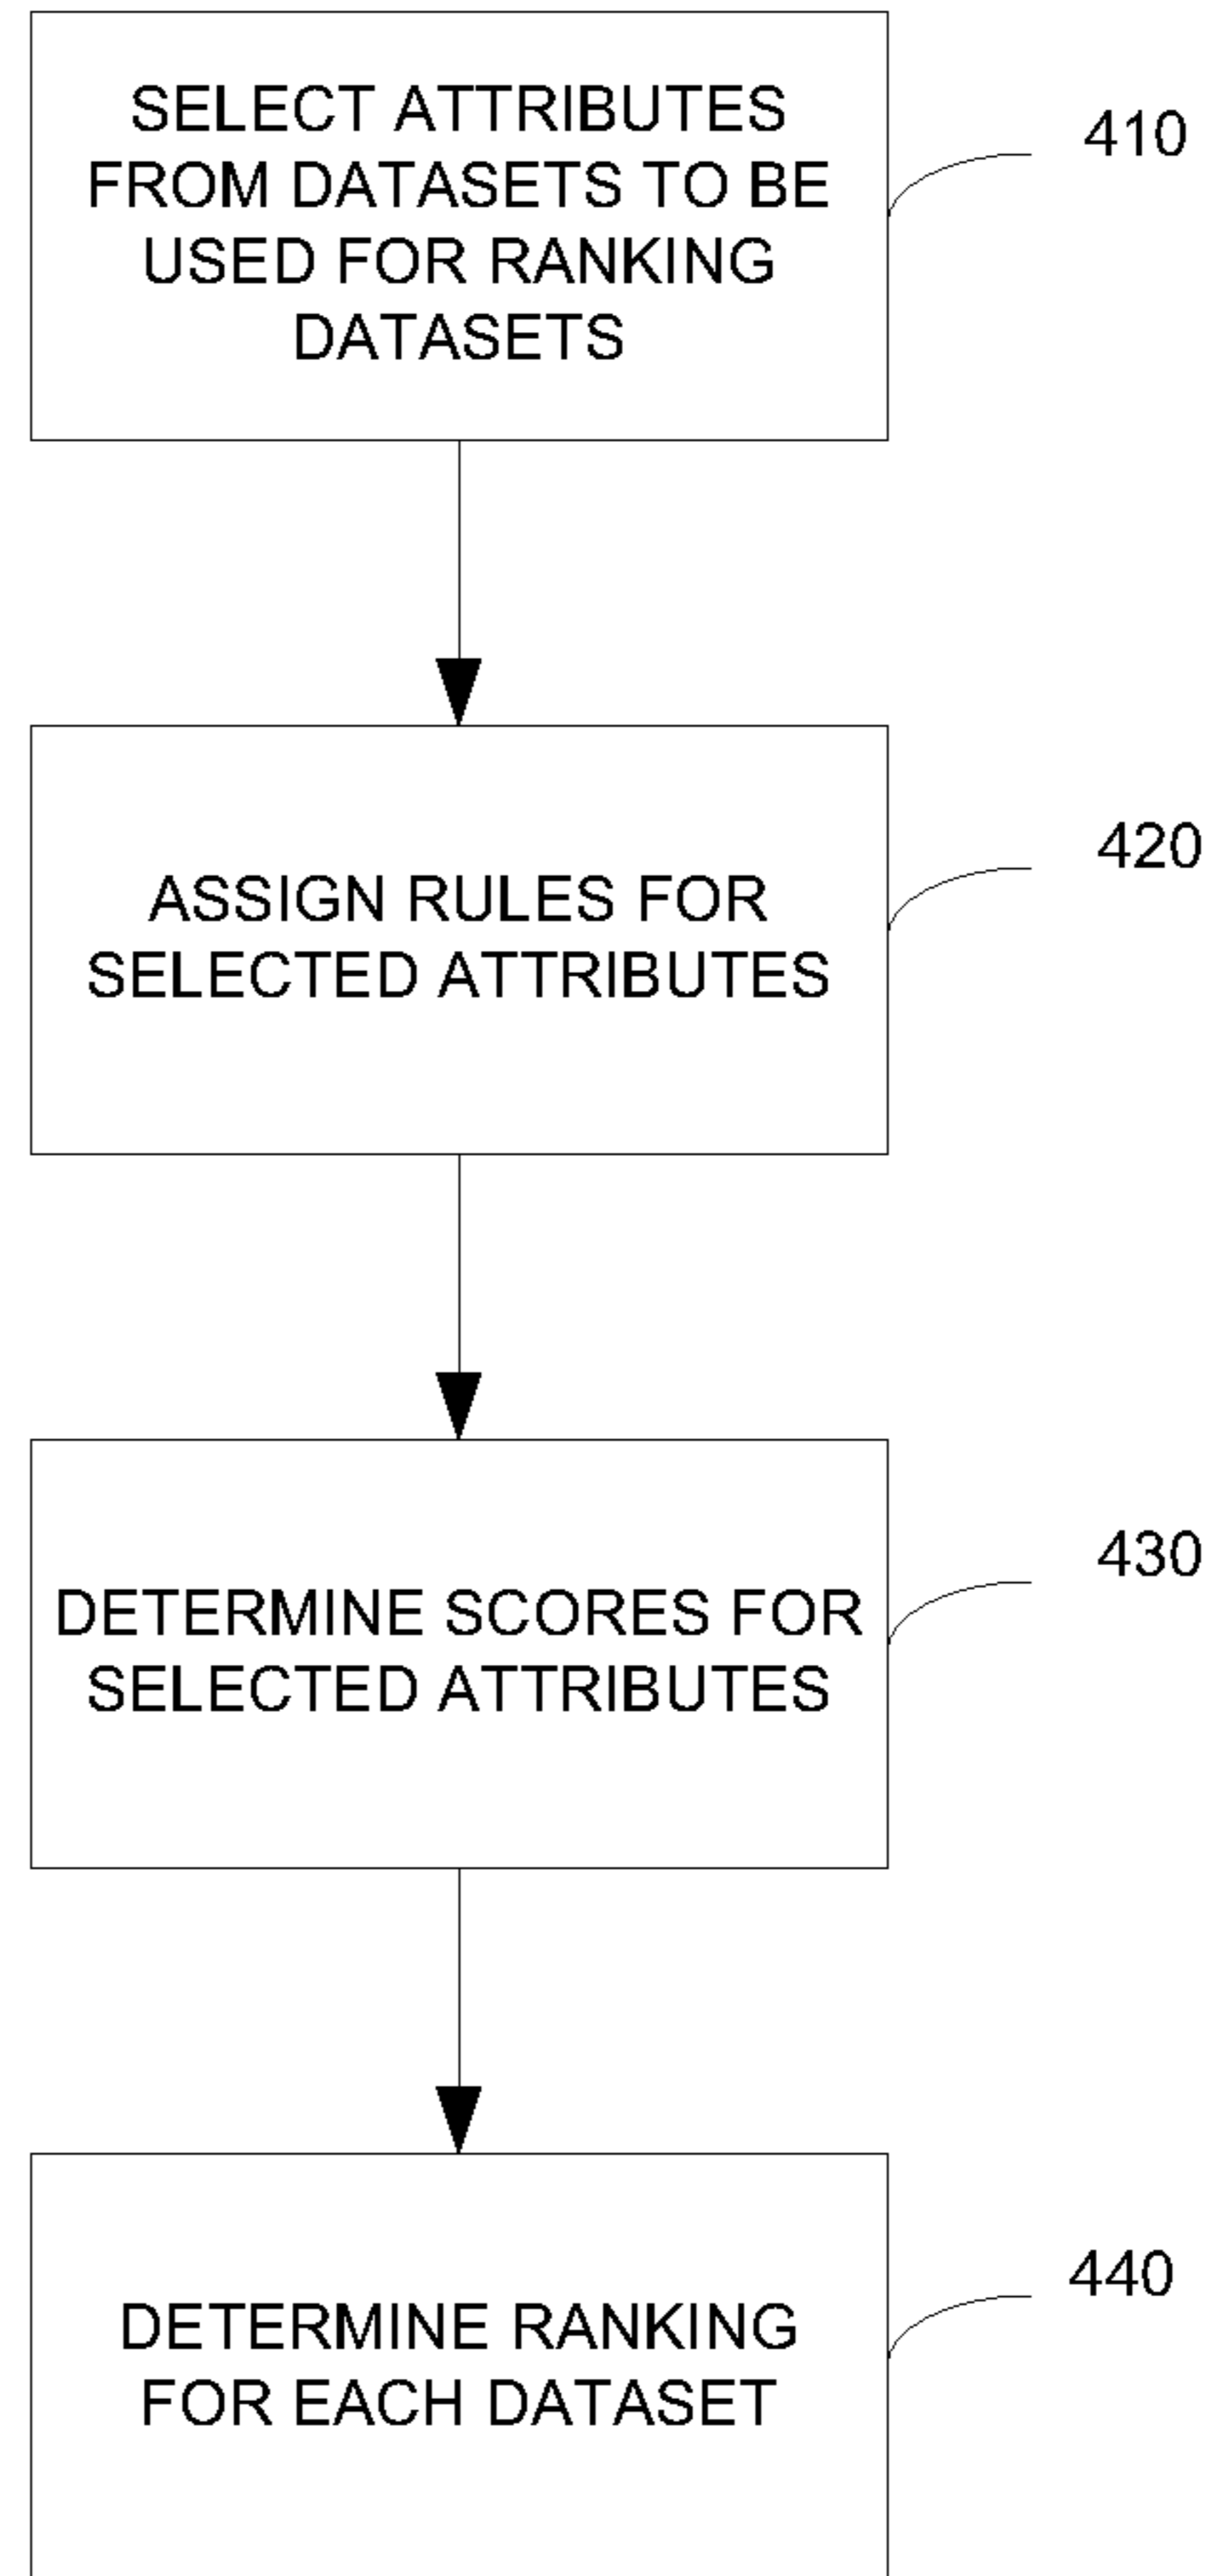 SELECT ATTRIBUTES
FROM DATASETS TO BE
USED FOR RANKING
DATASETS
410
ASSIGN RULES FOR
SELECTED ATTRIBUTES
420
DETERMINE SCORES FOR
SELECTED ATTRIBUTES
430
DETERMINE RANKING
FOR EACH DATASET
440